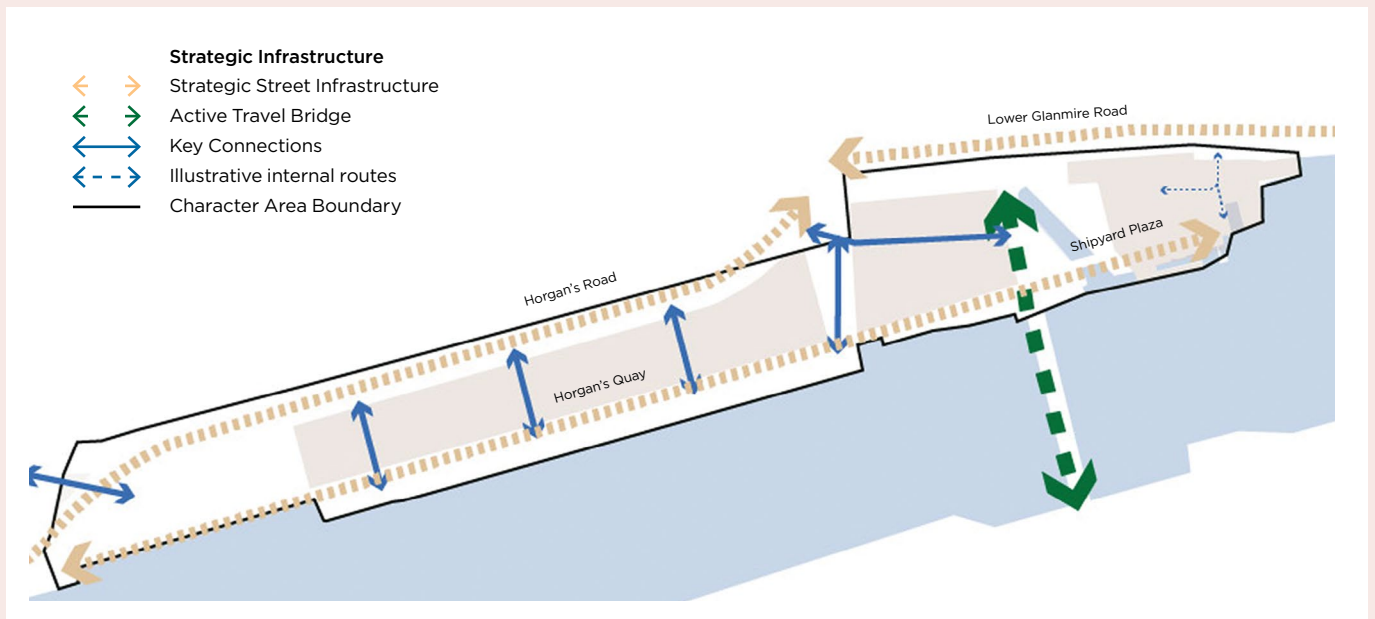 Strategic Infrastructure
Strategic Street Infrastructure
Active Travel Bridge
Key Connections
Illustrative internal routes
Character Area Boundary
Lower Glanmire Road
Shipyard Plaza
Horgan's Road
Horgan's Quay